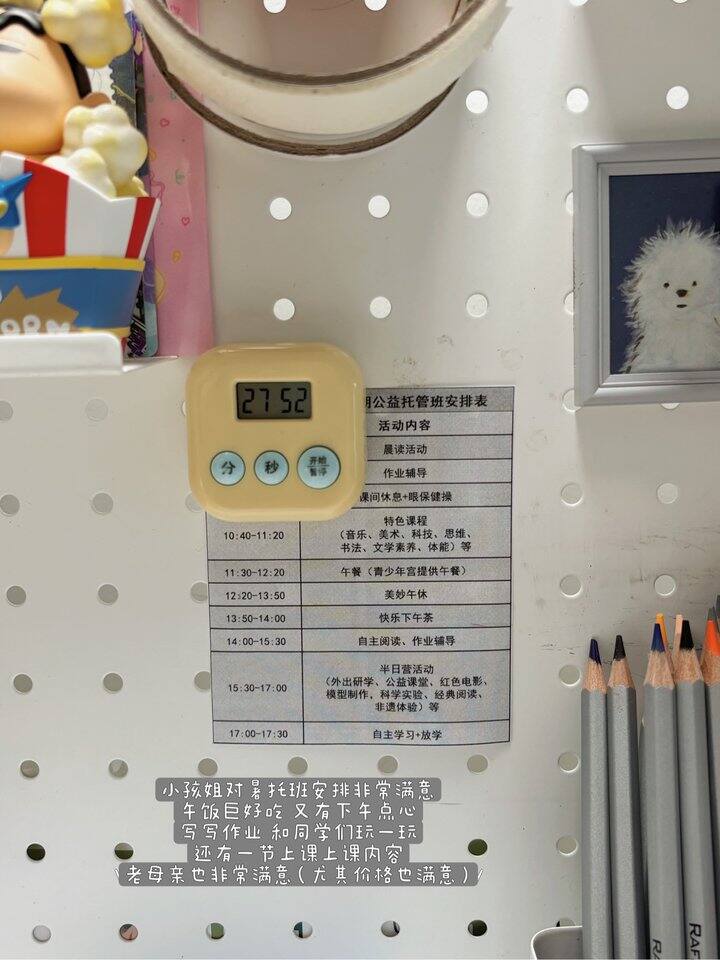 ORN
27 52
分 秒 开始
暂停
期公益托管班安排表
活动内容
晨读活动
作业辅导
课间休息+眼保健操
10:40-11:20 特色课程
（音乐、美术、科技、思维、
书法、文学素养、体能）等
11:30-12:20 午餐（青少年宫提供午餐）
12:20-13:50 美妙午休
13:50-14:00 快乐下午茶
14:00-15:30 自主阅读、作业辅导
15:30-17:00 半日营活动
（外出研学、公益课堂、红色电影、
模型制作，科学实验、经典阅读、
非遗体验）等
17:00-17:30 自主学习+放学
小孩姐对暑托班安排非常满意
午饭巨好吃 又有下午点心
写写作业 和同学们玩一玩
还有一节上课上课内容
老母亲也非常满意（尤其价格也满意）
RAFT
RA